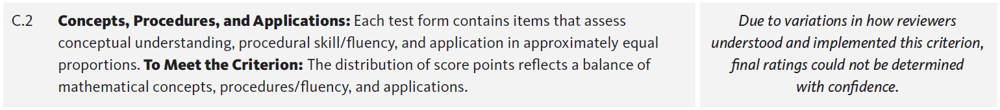 C.2 Concepts, Procedures, and Applications: Each test form contains items that assess
conceptual understanding, procedural skill/fluency, and application in approximately equal
proportions. To Meet the Criterion: The distribution of score points reflects a balance of
mathematical concepts, procedures/fluency, and applications.
Due to variations in how reviewers
understood and implemented this criterion,
final ratings could not be determined
with confidence.